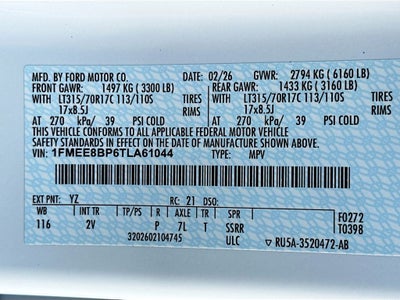 MFD. BY FORD MOTOR CO. 02/26 GVWR: 2794 KG ( 6160 LB)
FRONT GAWR: 1497 KG ( 3300 LB) REAR GAWR: 1433 KG ( 3160 LB)
WITH LT315/70R17C 113/110S TIRES WITH LT315/70R17C 113/110S TIRES
17x8.5J RIMS 17x8.5J RIMS
AT 270 kPa/ 39 PSI COLD AT 270 kPa/ 39 PSI COLD
THIS VEHICLE CONFORMS TO ALL APPLICABLE FEDERAL MOTOR VEHICLE
SAFETY STANDARDS IN EFFECT ON THE DATE OF MANUFACTURE SHOWN ABOVE.
VIN: 1FMEE8BP6TLA61044 TYPE: MPV
EXT PNT: YZ RC: 21 DSO:
WB INT TR TP/PS R AXLE TR SPR F0272
116 2V P 7L T SSRR T0398
3202602104745 ULC RU5A-3520472-AB